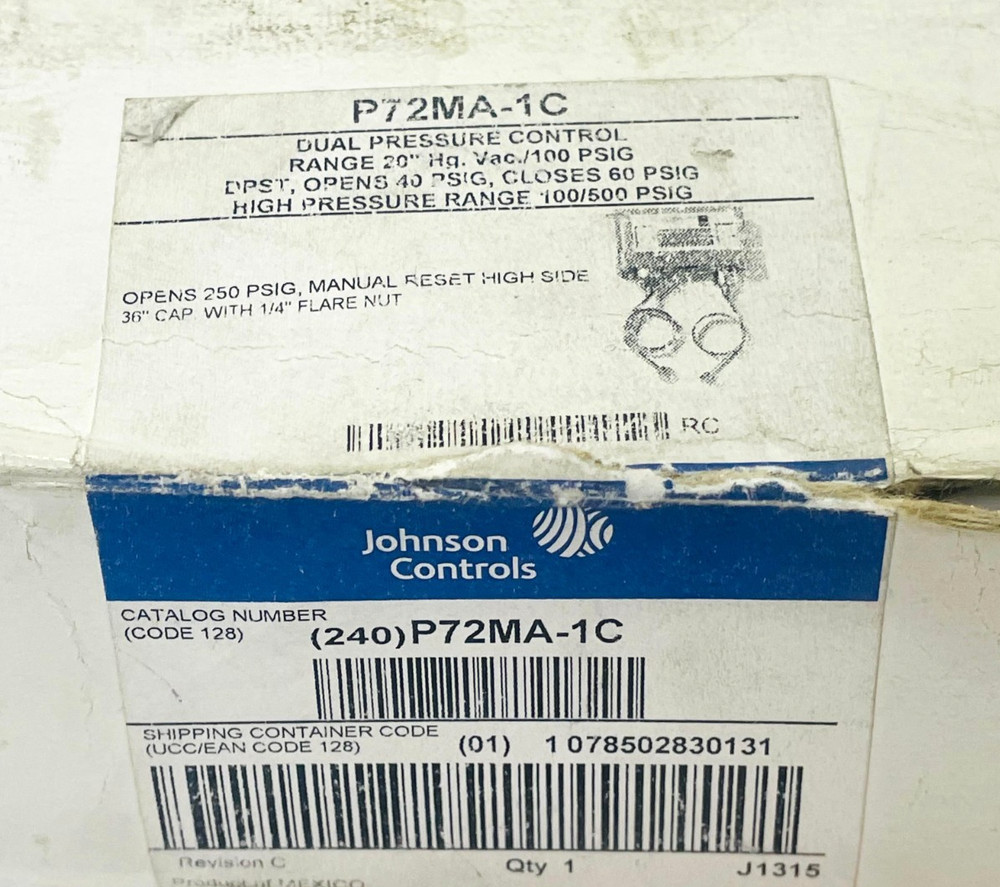 P72MA-1C
DUAL PRESSURE CONTROL
RANGE 20" Hg. Vac./100 PSIG
DPST, OPENS 40 PSIG, CLOSES 60 PSIG
HIGH PRESSURE RANGE 100/500 PSIG
OPENS 250 PSIG, MANUAL RESET HIGH SIDE
36" CAP. WITH 1/4" FLARE NUT
RC
Johnson
Controls
CATALOG NUMBER
(CODE 128)
(240)P72MA-1C
SHIPPING CONTAINER CODE
(UCC/EAN CODE 128)
(01) 1 078502830131
Revision C Qty 1 J1315
Product of MEXICO